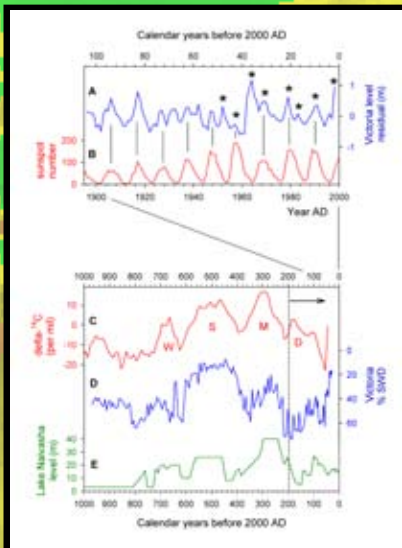 Calendar years before 2000 AD
100 80 60 40 20 0
A
Victoria level
residual (m)
1
0
-1
B
sunspot
number
200
100
0
1900 1920 1940 1960 1980 2000
Year AD
1000 900 800 700 600 500 400 300 200 100 0
C
delta-¹⁴C
(per mil)
10
0
-10
-20
W S M D
D
Victoria
% SWD
0
20
40
60
E
Lake Naivasha
level (m)
40
30
20
10
0
1000 900 800 700 600 500 400 300 200 100 0
Calendar years before 2000 AD